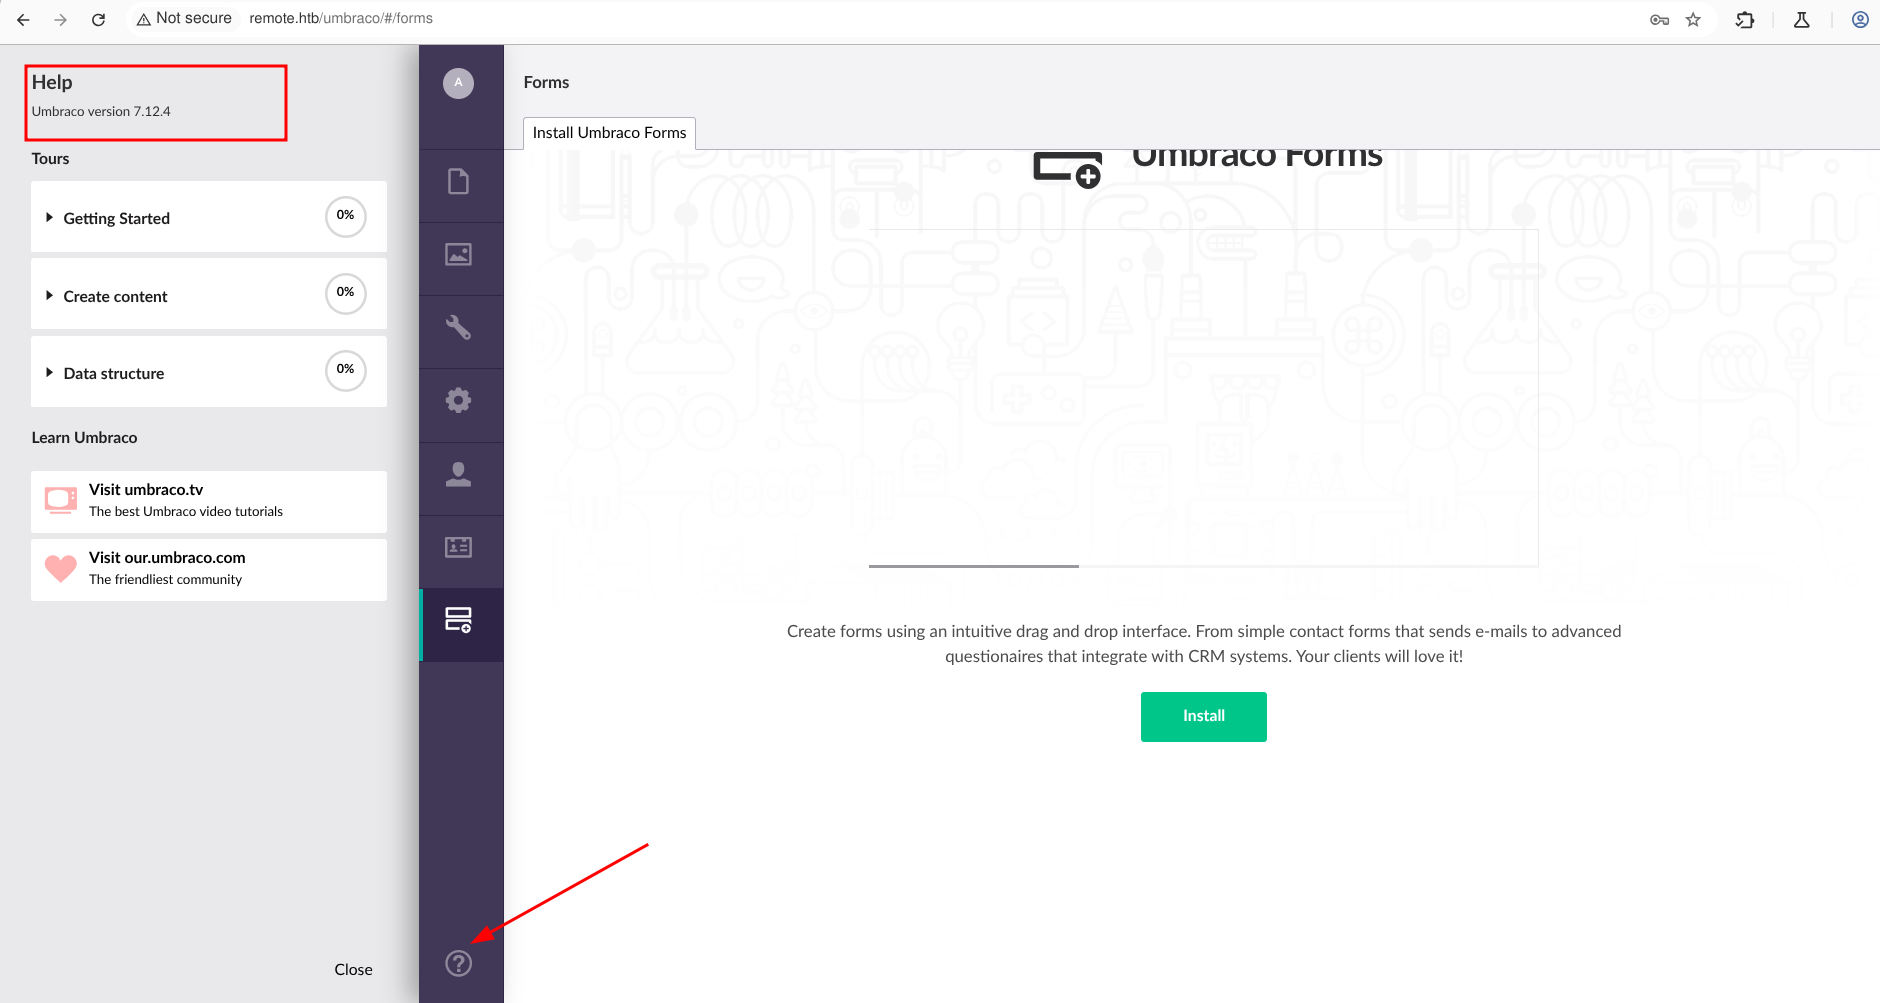 Not secure
remote.htb/umbraco/#/forms
Help
Umbraco version 7.12.4
Tours
Getting Started
0%
Create content
0%
Data structure
0%
Learn Umbraco
Visit umbraco.tv
The best Umbraco video tutorials
Visit our.umbraco.com
The friendliest community
Close
A
Forms
Install Umbraco Forms
Umbraco Forms
Create forms using an intuitive drag and drop interface. From simple contact forms that sends e-mails to advanced
questionaires that integrate with CRM systems. Your clients will love it!
Install